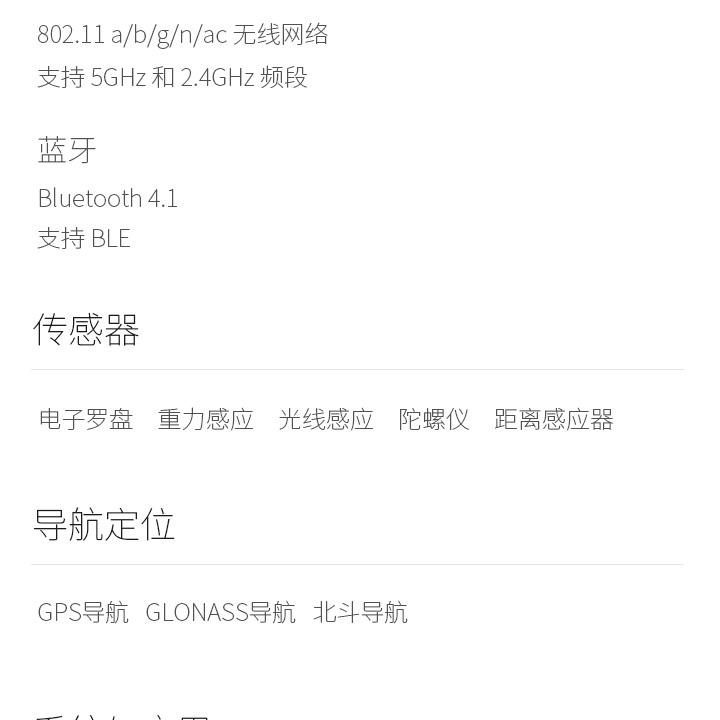 802.11 a/b/g/n/ac 无线网络
支持 5GHz 和 2.4GHz 频段
蓝牙
Bluetooth 4.1
支持 BLE
传感器
电子罗盘 重力感应 光线感应 陀螺仪 距离感应器
导航定位
GPS导航 GLONASS导航 北斗导航